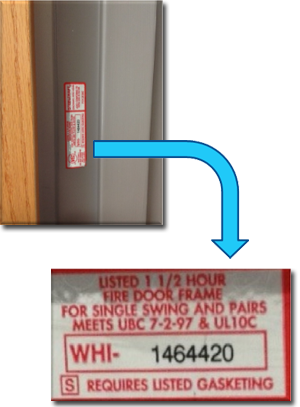 LISTED 1 1/2 HOUR
FIRE DOOR FRAME
FOR SINGLE SWING AND PAIRS
MEETS UBC 7-2-97 & UL10C
WHI- 1464420
S REQUIRES LISTED GASKETING